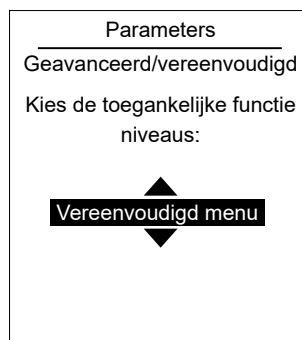 Parameters
Geavanceerd/vereenvoudigd
Kies de toegankelijke functie
niveaus:
Vereenvoudigd menu